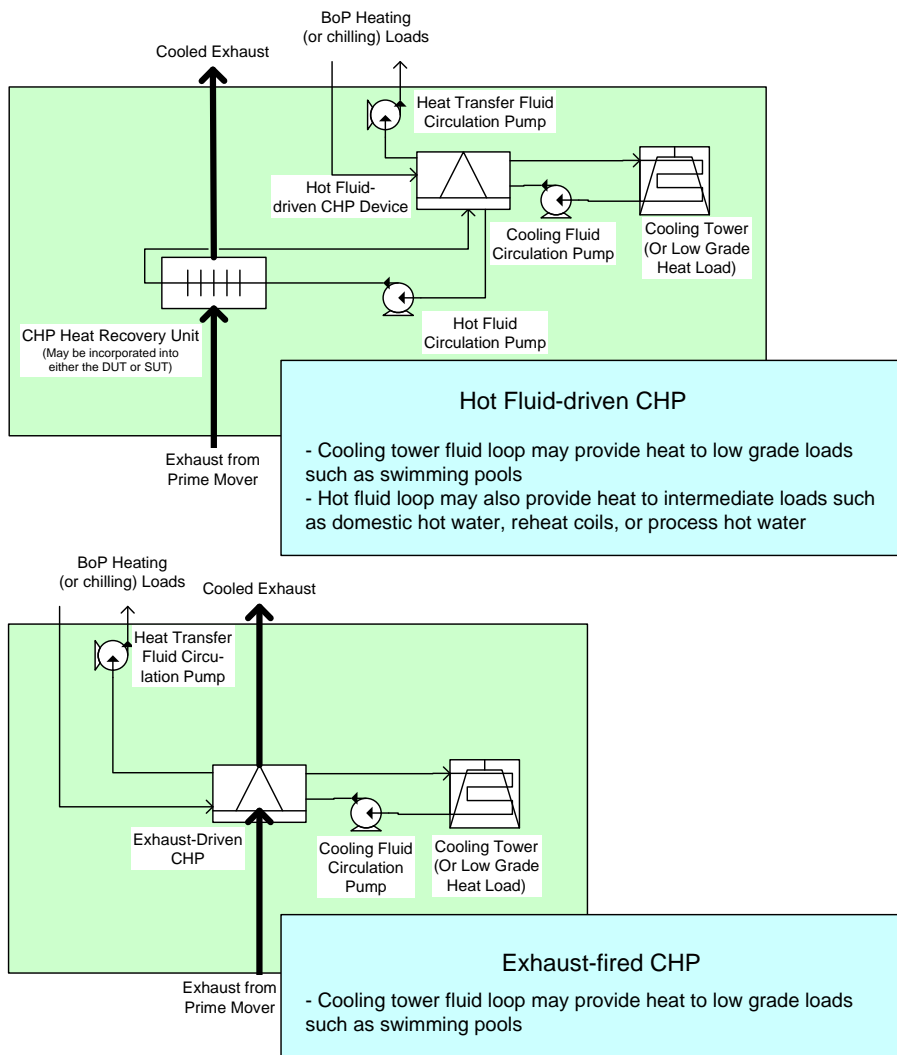 BoP Heating
(or chilling) Loads
Cooled Exhaust
Heat Transfer Fluid
Circulation Pump
Hot Fluid-
driven CHP Device
Cooling Fluid
Circulation Pump
Cooling Tower
(Or Low Grade
Heat Load)
CHP Heat Recovery Unit
(May be incorporated into
either the DUT or SUT)
Hot Fluid
Circulation Pump
Exhaust from
Prime Mover
Hot Fluid-driven CHP
- Cooling tower fluid loop may provide heat to low grade loads
such as swimming pools
- Hot fluid loop may also provide heat to intermediate loads such
as domestic hot water, reheat coils, or process hot water
BoP Heating
(or chilling) Loads
Cooled Exhaust
Heat Transfer
Fluid Circu-
lation Pump
Exhaust-Driven
CHP
Cooling Fluid
Circulation
Pump
Cooling Tower
(Or Low Grade
Heat Load)
Exhaust from
Prime Mover
Exhaust-fired CHP
- Cooling tower fluid loop may provide heat to low grade loads
such as swimming pools